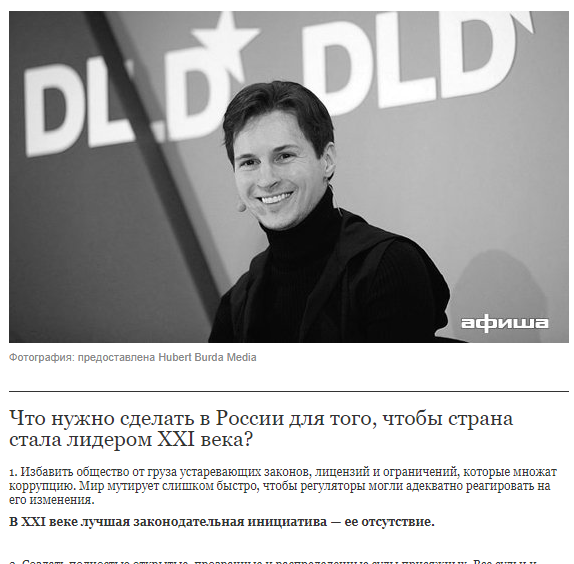 DLD DLD
афиша
Фотография: предоставлена Hubert Burda Media
Что нужно сделать в России для того, чтобы страна
стала лидером XXI века?
1. Избавить общество от груза устаревающих законов, лицензий и ограничений, которые множат
коррупцию. Мир мутирует слишком быстро, чтобы регуляторы могли адекватно реагировать на
его изменения.
В XXI веке лучшая законодательная инициатива — ее отсутствие.